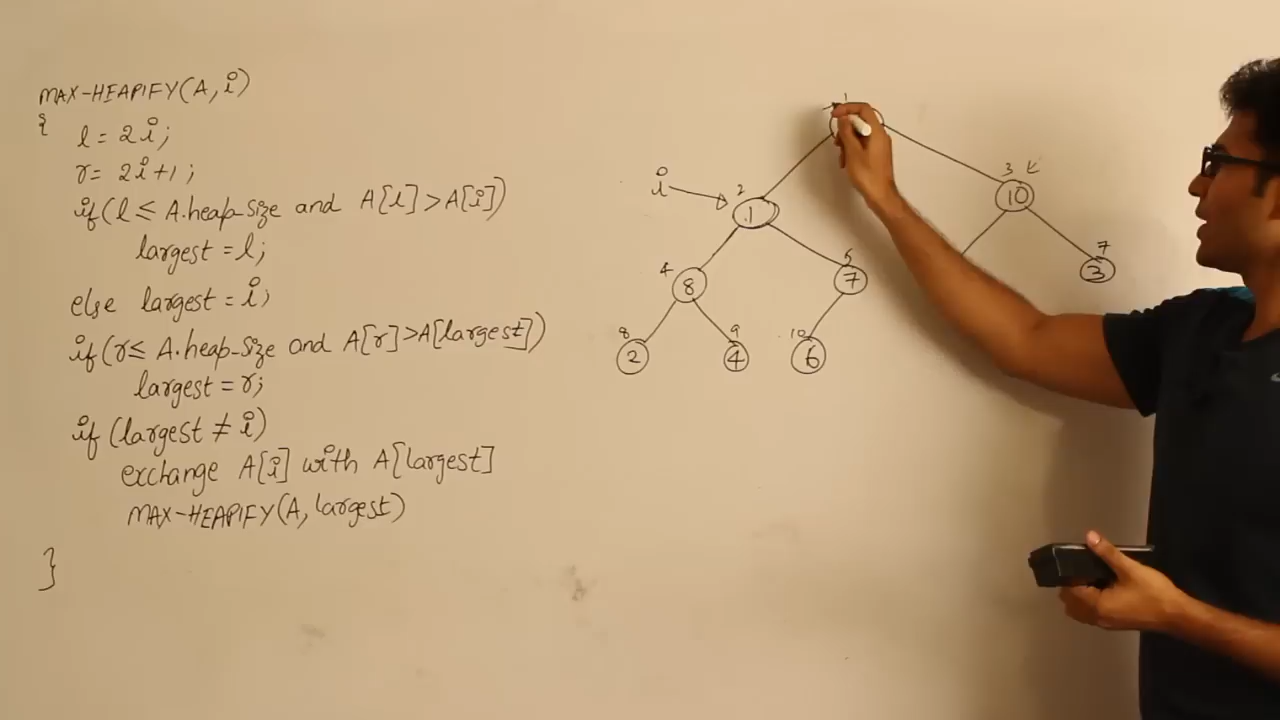 MAX-HEAPIFY(A, i)
{
l = 2i;
r = 2i+1;
if(l ≤ A.heap-size and A[l] > A[i])
largest = l;
else largest = i;
if(r ≤ A.heap-size and A[r] > A[largest])
largest = r;
if (largest ≠ i)
exchange A[i] with A[largest]
MAX-HEAPIFY(A, largest)
}
1
i
2
1
3
10
4
8
5
7
7
3
8
2
9
4
10
6